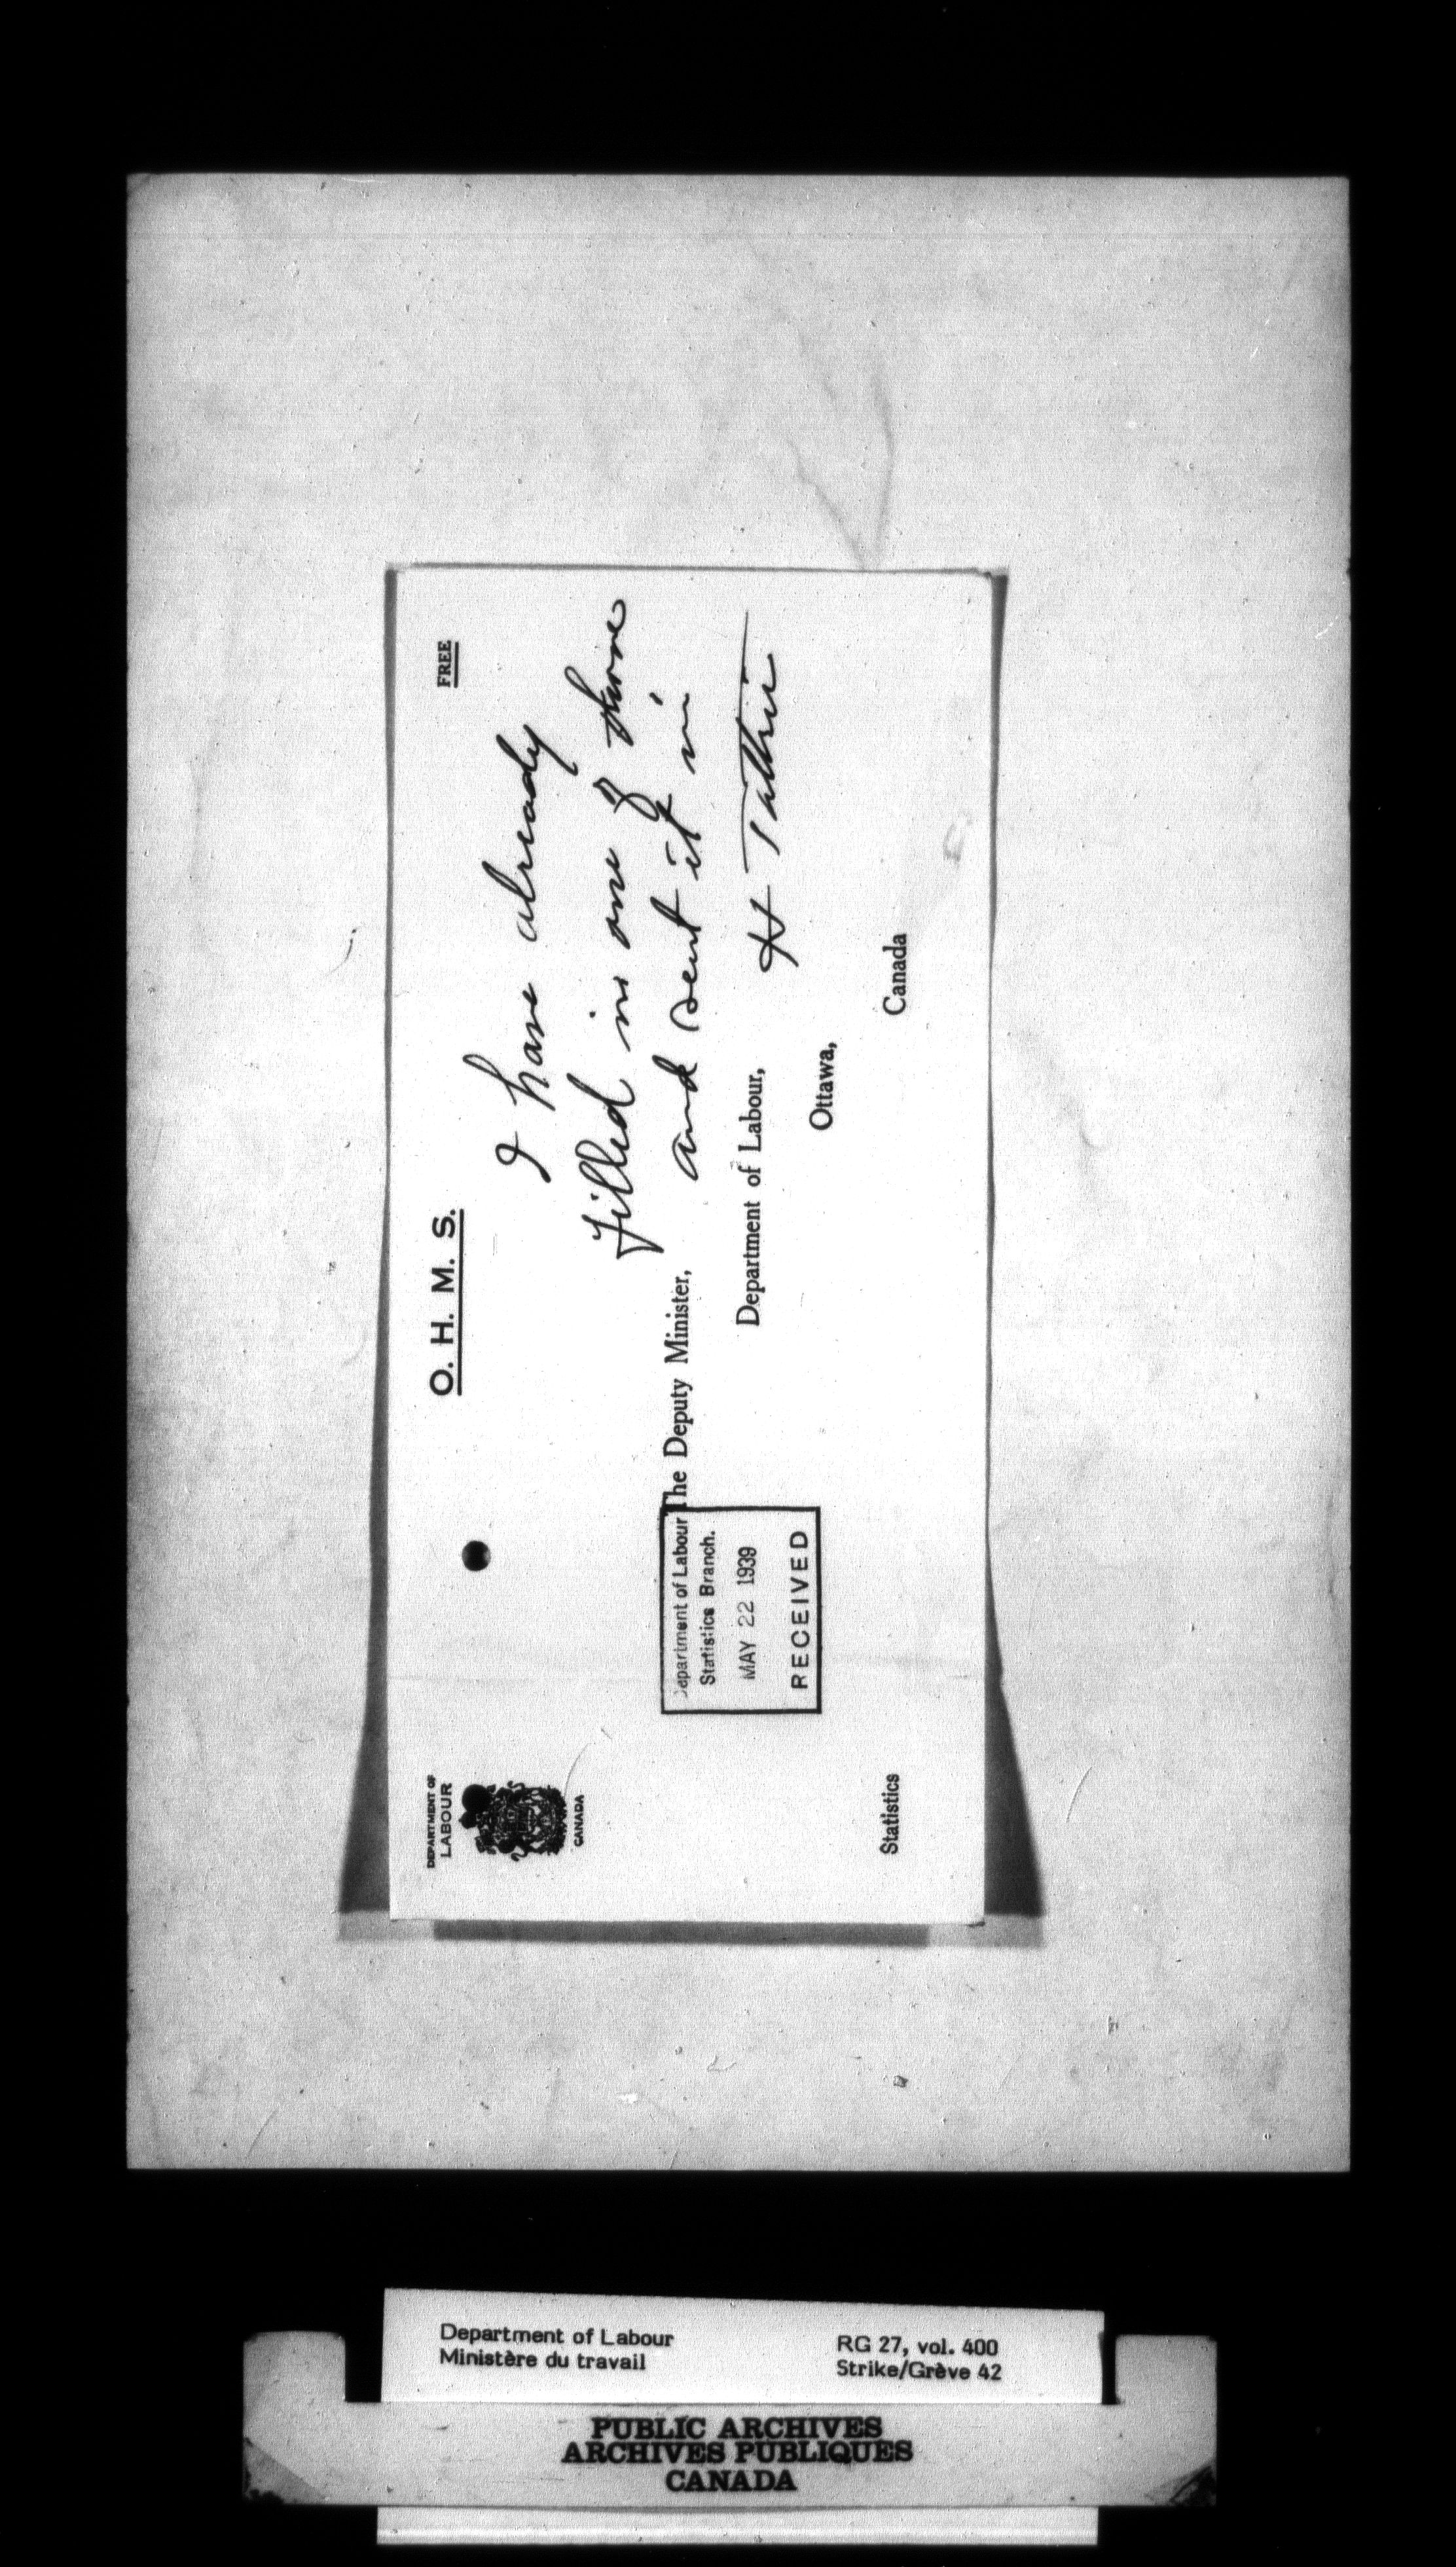 DEPARTMENT OF
LABOUR
CANADA
O. H. M. S.
FREE
I have already
filled in one of these
and sent it in
H
Department of Labour
Statistics Branch.
MAY 22 1939
RECEIVED
The Deputy Minister,
Department of Labour,
Ottawa,
Canada
Statistics
Department of Labour
Ministère du travail
RG 27, vol. 400
Strike/Grève 42
PUBLIC ARCHIVES
ARCHIVES PUBLIQUES
CANADA